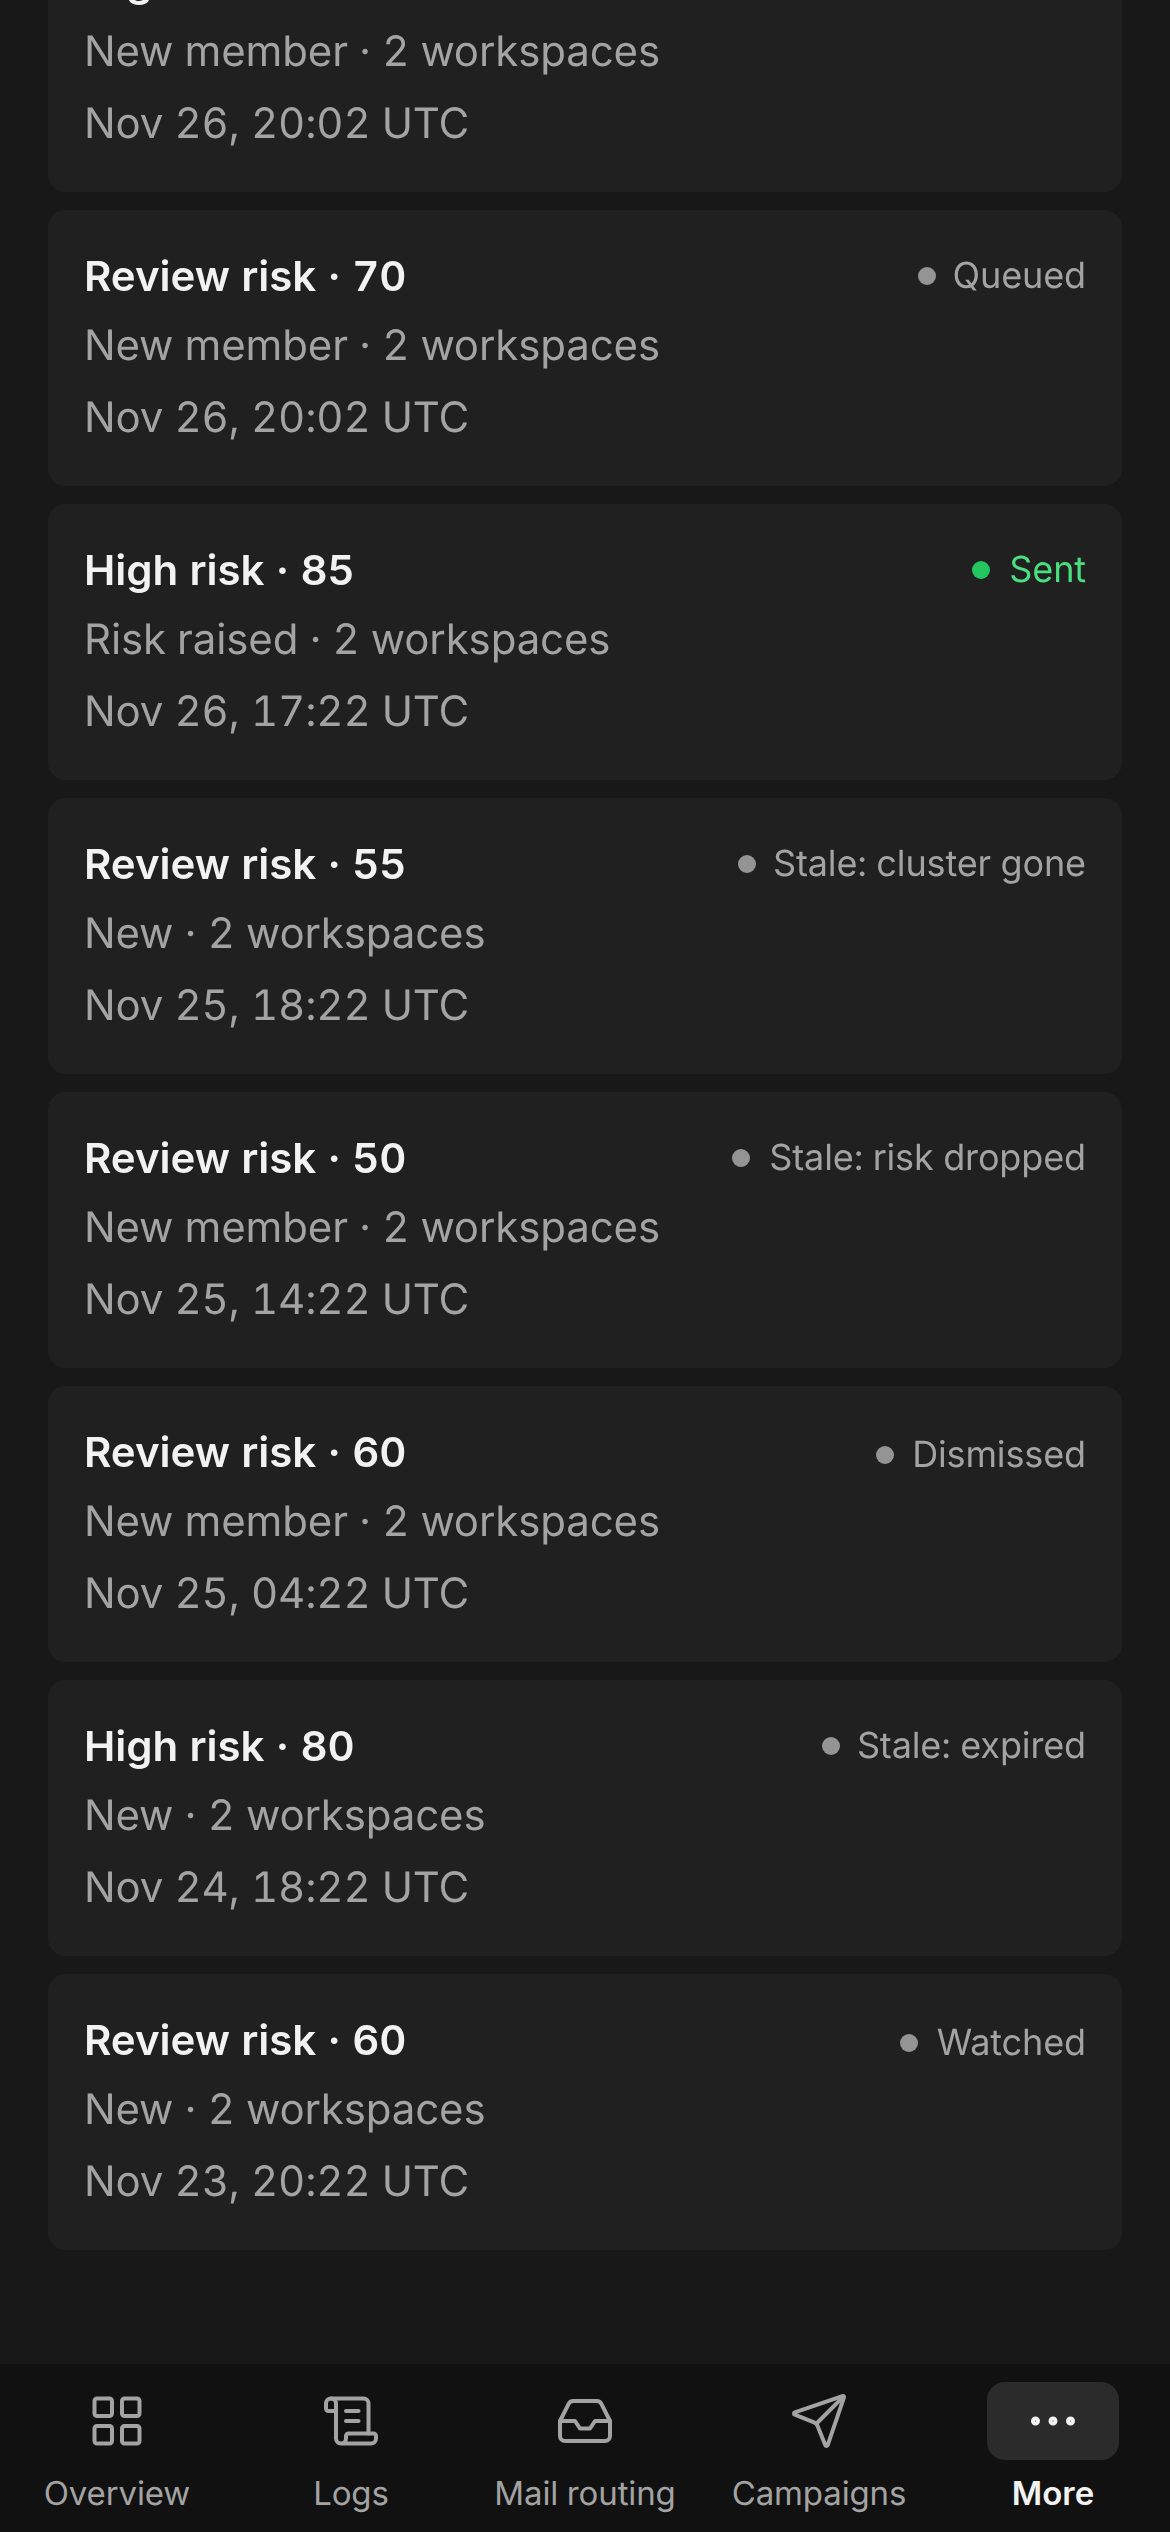 New member · 2 workspaces
Nov 26, 20:02 UTC
Review risk · 70
Queued
New member · 2 workspaces
Nov 26, 20:02 UTC
High risk · 85
Sent
Risk raised · 2 workspaces
Nov 26, 17:22 UTC
Review risk · 55
Stale: cluster gone
New · 2 workspaces
Nov 25, 18:22 UTC
Review risk · 50
Stale: risk dropped
New member · 2 workspaces
Nov 25, 14:22 UTC
Review risk · 60
Dismissed
New member · 2 workspaces
Nov 25, 04:22 UTC
High risk · 80
Stale: expired
New · 2 workspaces
Nov 24, 18:22 UTC
Review risk · 60
Watched
New · 2 workspaces
Nov 23, 20:22 UTC
Overview
Logs
Mail routing
Campaigns
More